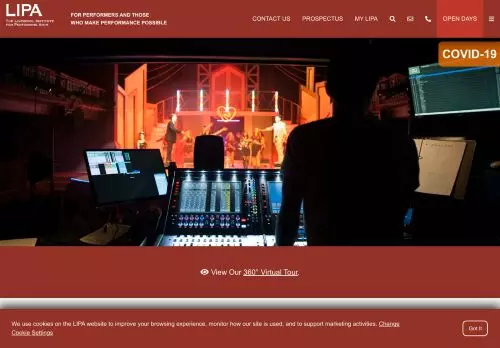 LIPA
THE LIVERPOOL INSTITUTE
FOR PERFORMING ARTS
FOR PERFORMERS AND THOSE
WHO MAKE PERFORMANCE POSSIBLE
CONTACT US PROSPECTUS MY LIPA OPEN DAYS
COVID-19
View Our 360° Virtual Tour.
We use cookies on the LIPA website to improve your browsing experience, monitor how our site is used, and to support marketing activities. Change
Cookie Settings
Got It